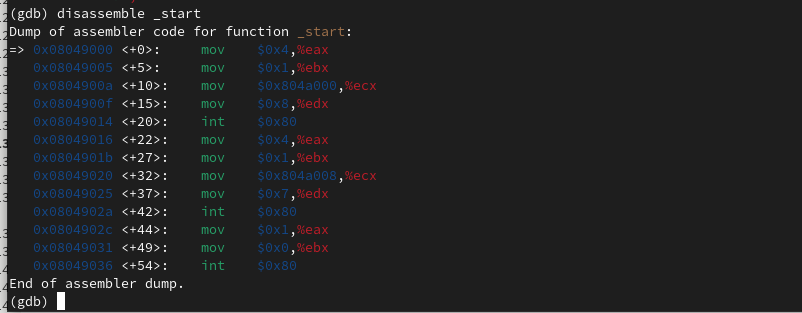 (gdb) disassemble _start
Dump of assembler code for function _start:
=> 0x08049000 <+0>:     mov    $0x4,%eax
   0x08049005 <+5>:     mov    $0x1,%ebx
   0x0804900a <+10>:    mov    $0x804a000,%ecx
   0x0804900f <+15>:    mov    $0x8,%edx
   0x08049014 <+20>:    int    $0x80
   0x08049016 <+22>:    mov    $0x4,%eax
   0x0804901b <+27>:    mov    $0x1,%ebx
   0x08049020 <+32>:    mov    $0x804a008,%ecx
   0x08049025 <+37>:    mov    $0x7,%edx
   0x0804902a <+42>:    int    $0x80
   0x0804902c <+44>:    mov    $0x1,%eax
   0x08049031 <+49>:    mov    $0x0,%ebx
   0x08049036 <+54>:    int    $0x80
End of assembler dump.
(gdb)